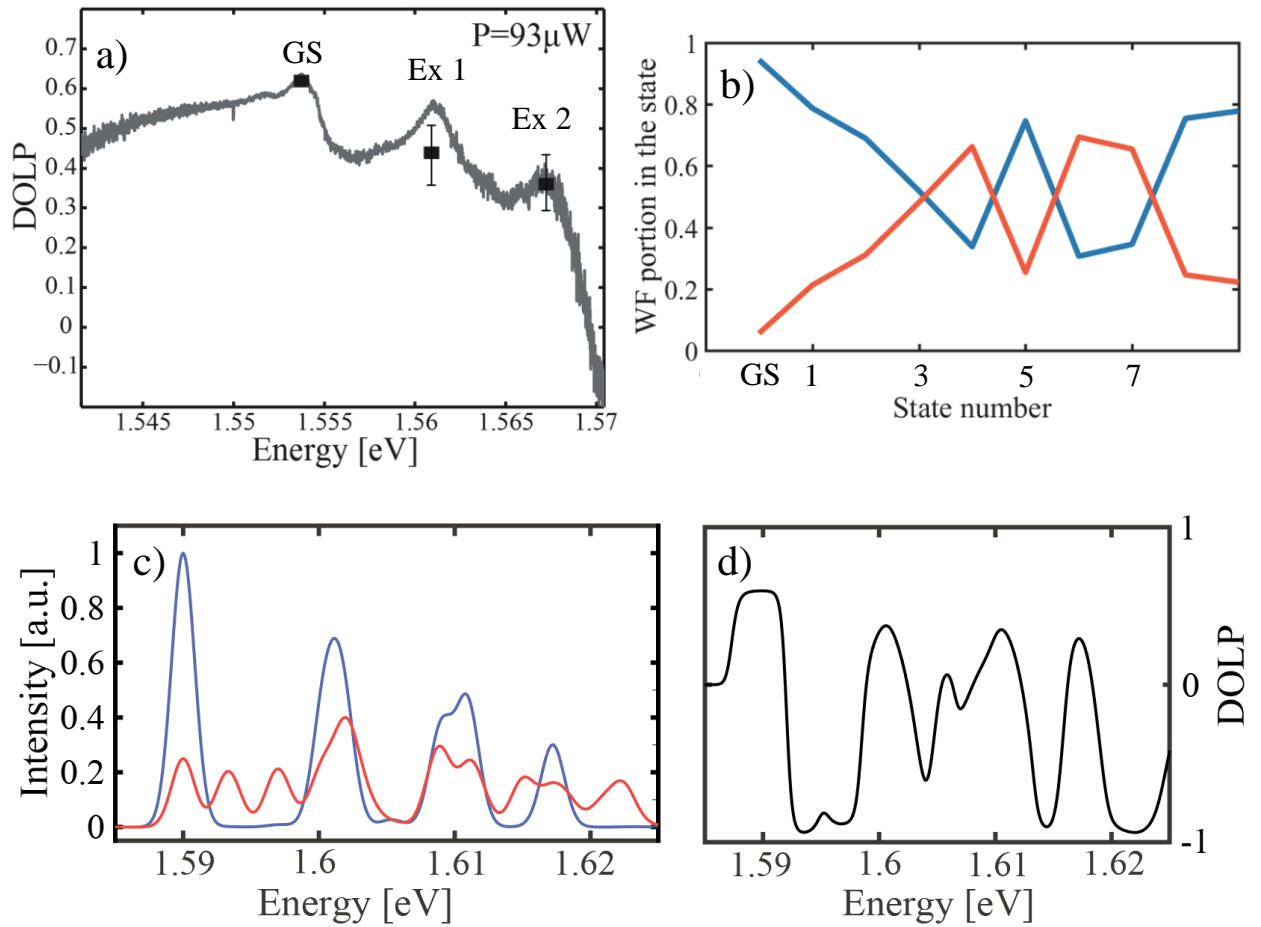 a)
P=93μW
GS
Ex 1
Ex 2
DOLP
0.7
0.6
0.5
0.4
0.3
0.2
0.1
0
−0.1
1.545 1.55 1.555 1.56 1.565 1.57
Energy [eV]
b)
WF portion in the state
1
0.8
0.6
0.4
0.2
0
GS 1 3 5 7
State number
c)
Intensity [a.u.]
1
0.8
0.6
0.4
0.2
0
1.59 1.6 1.61 1.62
Energy [eV]
d)
1
0
-1
DOLP
1.59 1.6 1.61 1.62
Energy [eV]